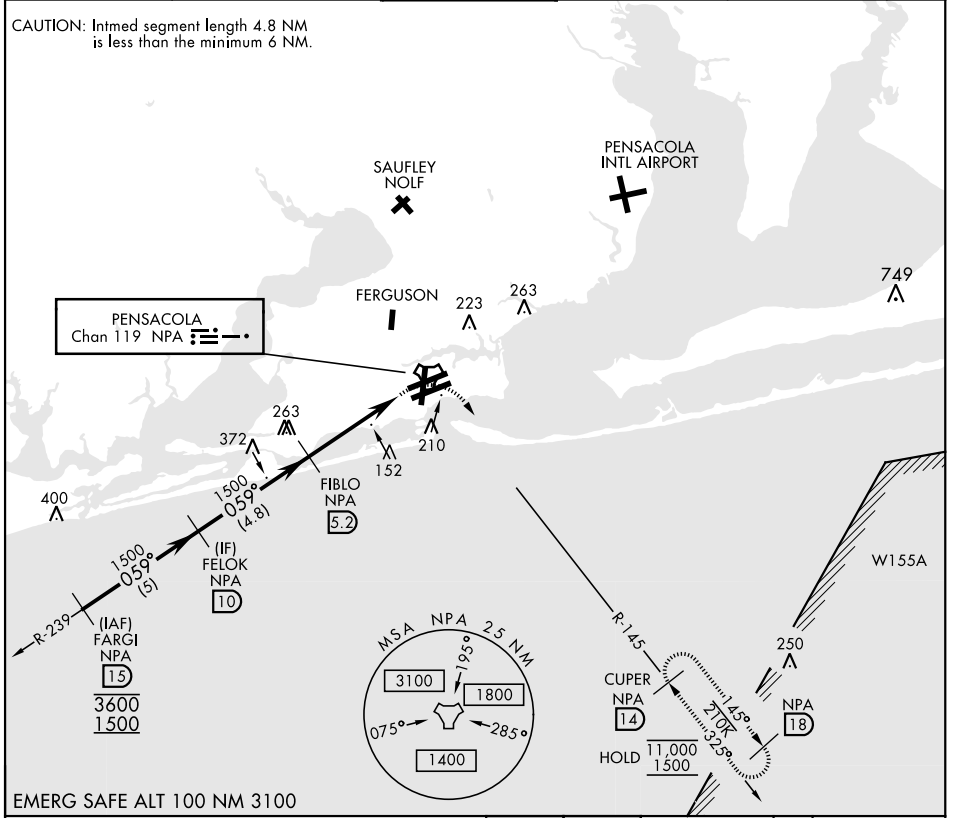 CAUTION: Intmed segment length 4.8 NM
is less than the minimum 6 NM.
SAUFLEY
NOLF
PENSACOLA
INTL AIRPORT
749
PENSACOLA
Chan 119 NPA
FERGUSON
223
263
263
372
210
152
400
1500
059°
(4.8)
FIBLO
NPA
5.2
1500
059°
(5)
(IF)
FELOK
NPA
10
R-239
(IAF)
FARGI
NPA
15
3600
1500
W155A
R-145
250
MSA NPA 25 NM
195°
3100
1800
075°
285°
1400
CUPER
NPA
14
145°
210K
325°
NPA
18
HOLD
11,000
1500
EMERG SAFE ALT 100 NM 3100